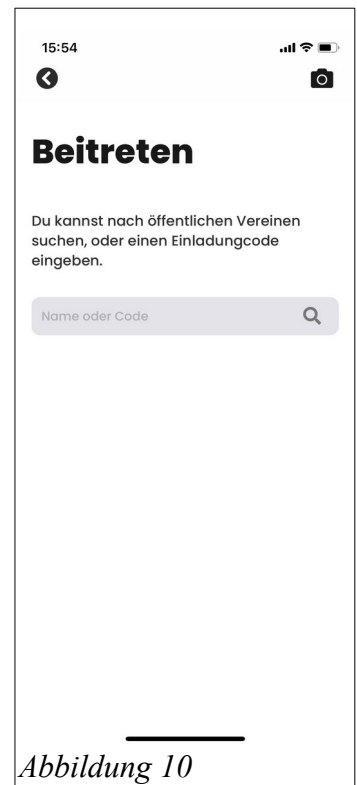 15:54
Beitreten
Du kannst nach öffentlichen Vereinen
suchen, oder einen Einladungcode
eingeben.
Name oder Code
Abbildung 10